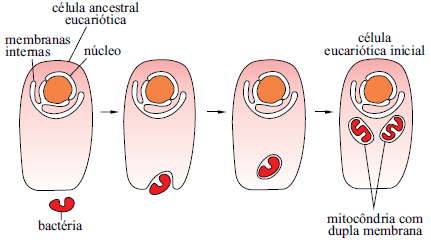 célula ancestral
eucariótica
membranas
internas
núcleo
bactéria
célula
eucariótica inicial
mitocôndria com
dupla membrana